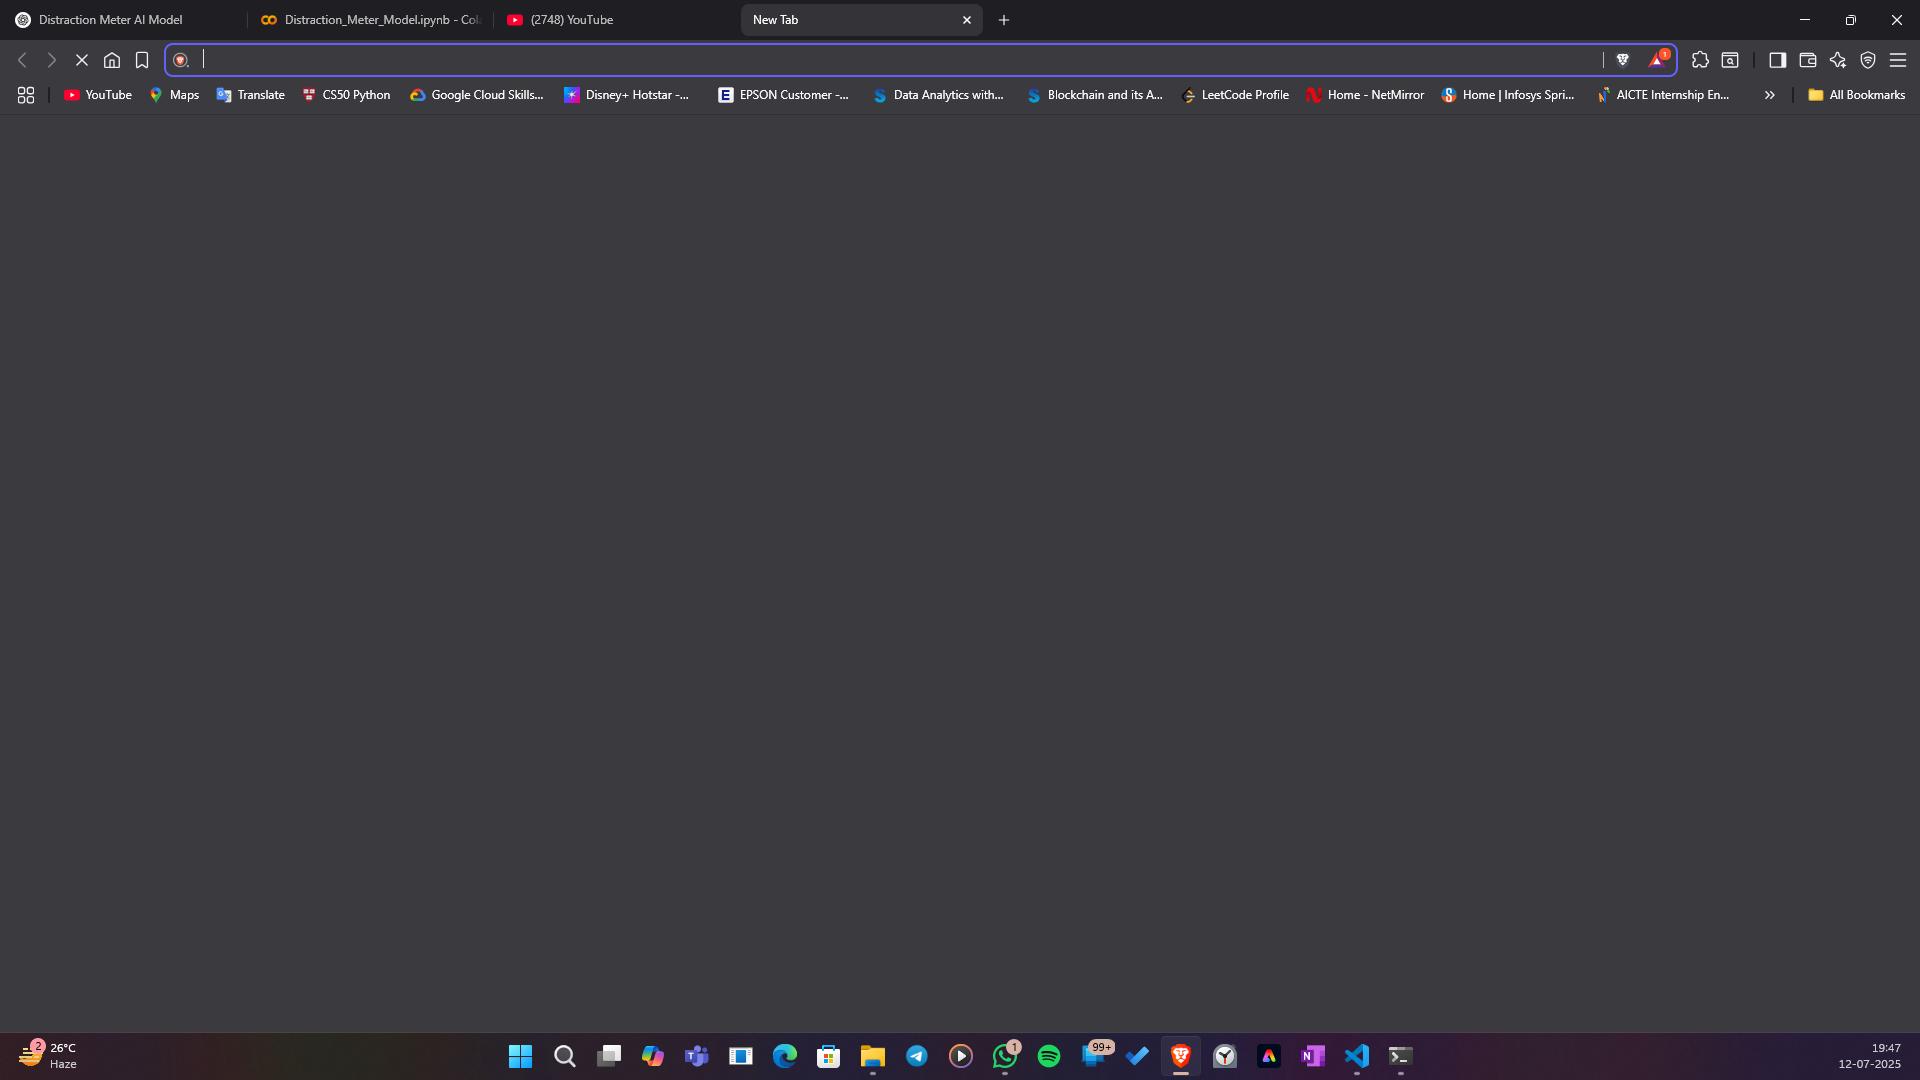 Distraction Meter AI Model
Distraction_Meter_Model.ipynb - Col
(2748) YouTube
New Tab
1
YouTube
Maps
Translate
CS50 Python
Google Cloud Skills...
Disney+ Hotstar -...
EPSON Customer -...
Data Analytics with...
Blockchain and its A...
LeetCode Profile
Home - NetMirror
Home | Infosys Spri...
AICTE Internship En...
All Bookmarks
2
26°C
Haze
1
99+
19:47
12-07-2025